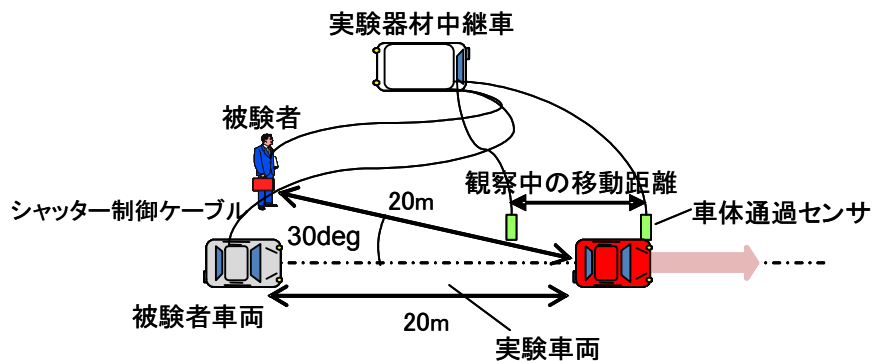 実験器材中継車
被験者
観察中の移動距離
20m
シャッター制御ケーブル
車体通過センサ
30deg
被験者車両
20m
実験車両